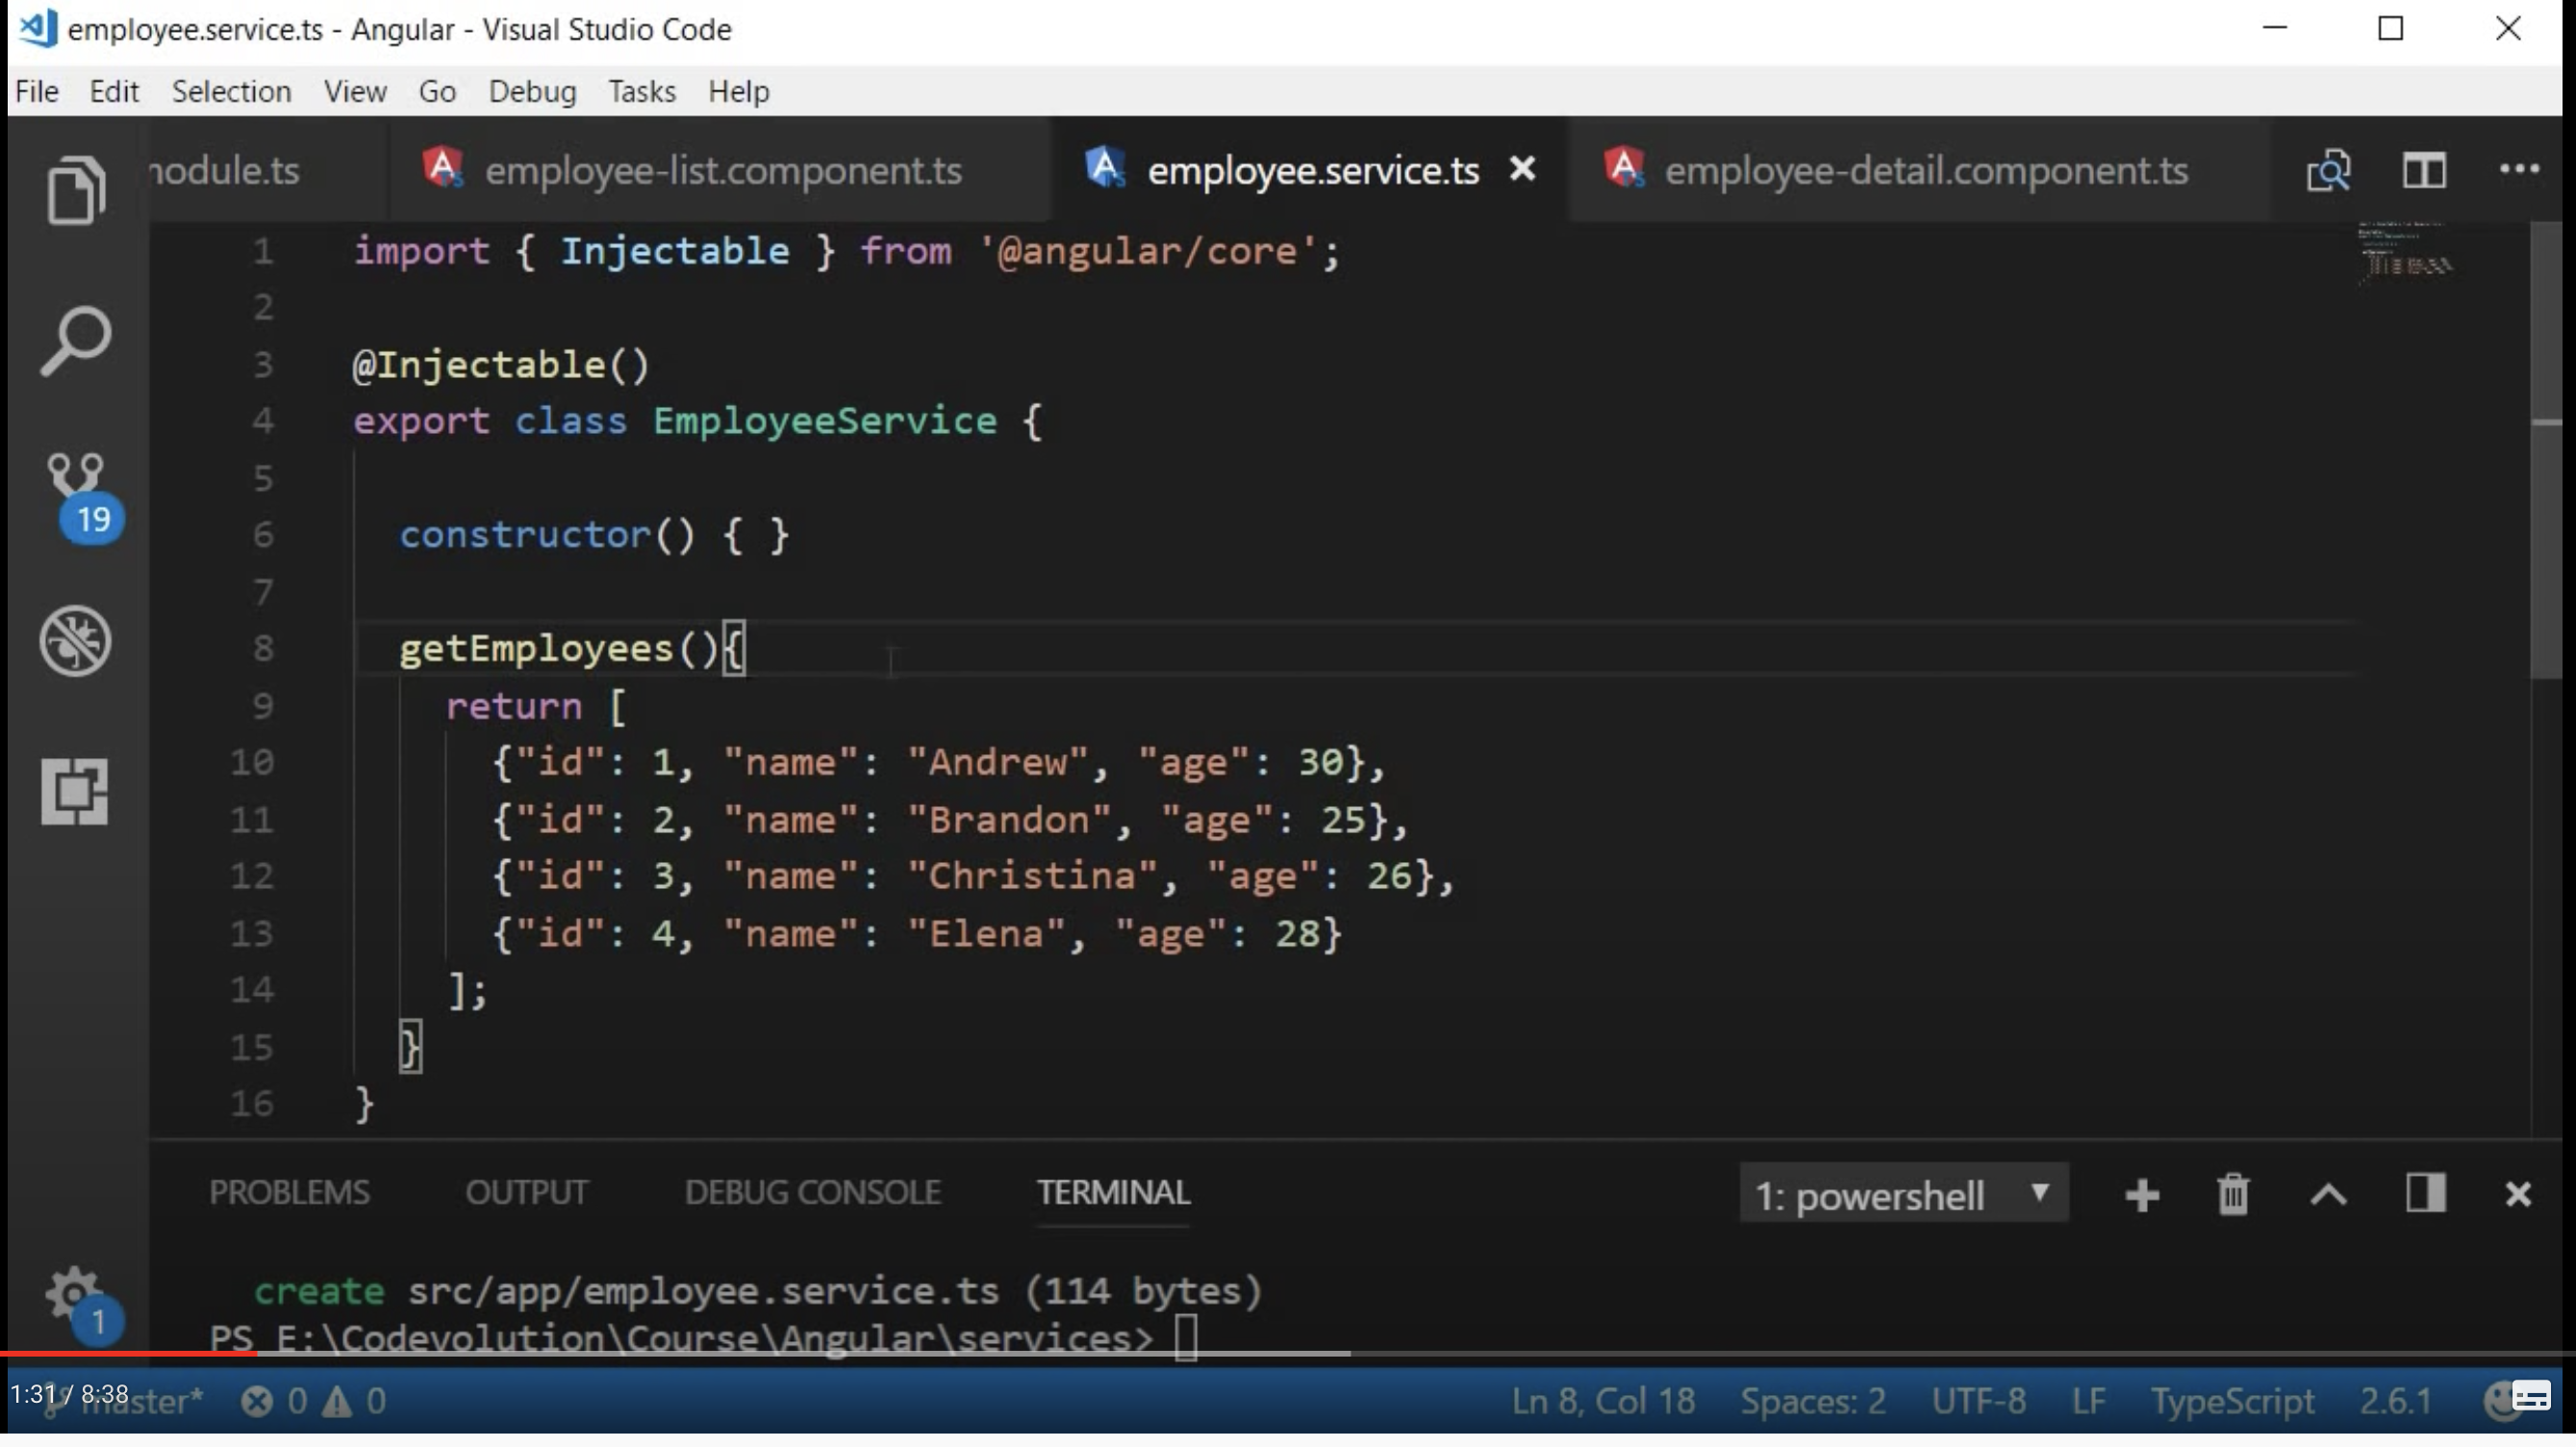 employee.service.ts - Angular - Visual Studio Code
File Edit Selection View Go Debug Tasks Help
employee-list.component.ts employee.service.ts employee-detail.component.ts
1 import { Injectable } from '@angular/core';
2
3 @Injectable()
4 export class EmployeeService {
5
6 constructor() { }
7
8 getEmployees(){
9 return [
10 {"id": 1, "name": "Andrew", "age": 30},
11 {"id": 2, "name": "Brandon", "age": 25},
12 {"id": 3, "name": "Christina", "age": 26},
13 {"id": 4, "name": "Elena", "age": 28}
14 ];
15 }
16 }
19
PROBLEMS OUTPUT DEBUG CONSOLE TERMINAL 1: powershell
create src/app/employee.service.ts (114 bytes)
1
PS E:\Codevolution\Course\Angular\services>
1:31 / 8:38 master* 0 0 Ln 8, Col 18 Spaces: 2 UTF-8 LF TypeScript 2.6.1